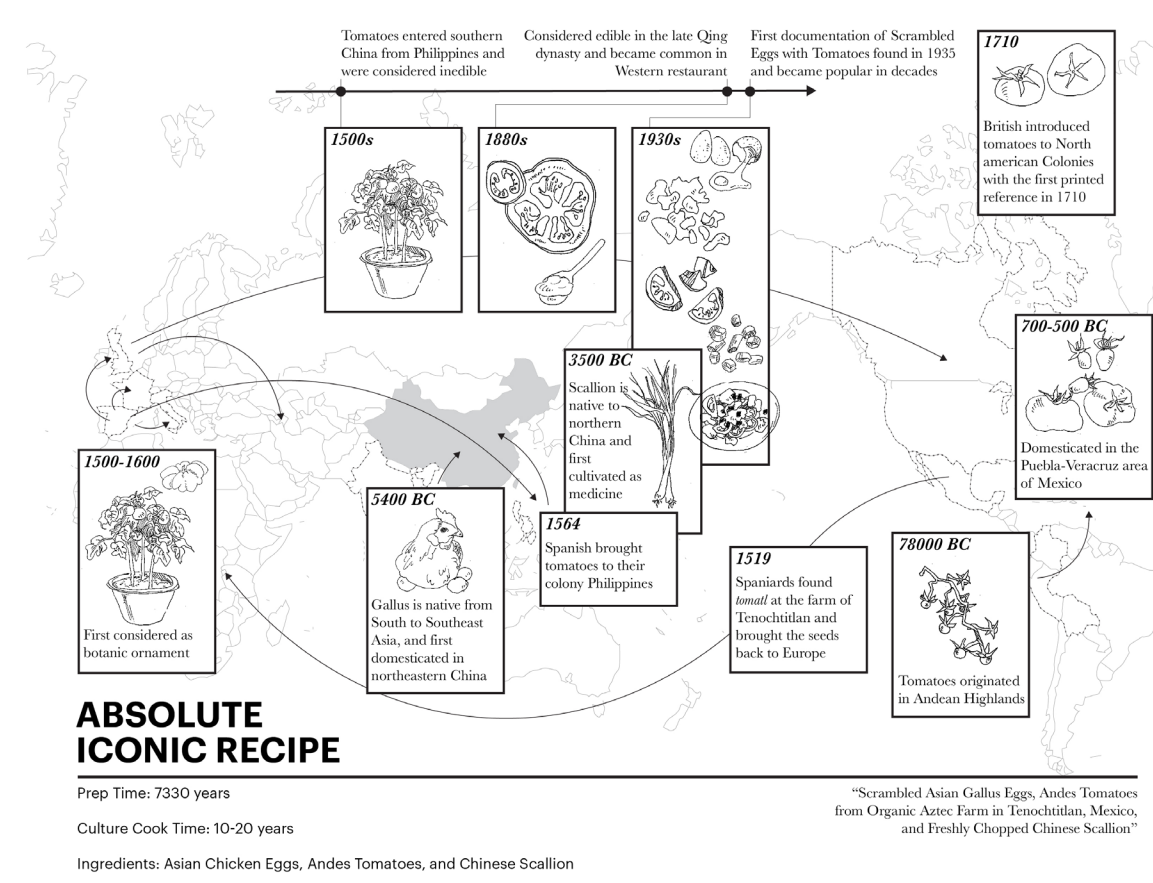 Tomatoes entered southern
China from Philippines and
were considered inedible
Considered edible in the late Qing
dynasty and became common in
Western restaurant
First documentation of Scrambled
Eggs with Tomatoes found in 1935
and became popular in decades
1710
British introduced
tomatoes to North
american Colonies
with the first printed
reference in 1710
1500s
1880s
1930s
700-500 BC
Domesticated in the
Puebla-Veracruz area
of Mexico
3500 BC
Scallion is
native to
northern
China and
first
cultivated as
medicine
1500-1600
First considered as
botanic ornament
5400 BC
Gallus is native from
South to Southeast
Asia, and first
domesticated in
northeastern China
1564
Spanish brought
tomatoes to their
colony Philippines
1519
Spaniards found
tomatl at the farm of
Tenochtitlan and
brought the seeds
back to Europe
78000 BC
Tomatoes originated
in Andean Highlands
ABSOLUTE
ICONIC RECIPE
Prep Time: 7330 years
Culture Cook Time: 10-20 years
Ingredients: Asian Chicken Eggs, Andes Tomatoes, and Chinese Scallion
“Scrambled Asian Gallus Eggs, Andes Tomatoes
from Organic Aztec Farm in Tenochtitlan, Mexico,
and Freshly Chopped Chinese Scallion”